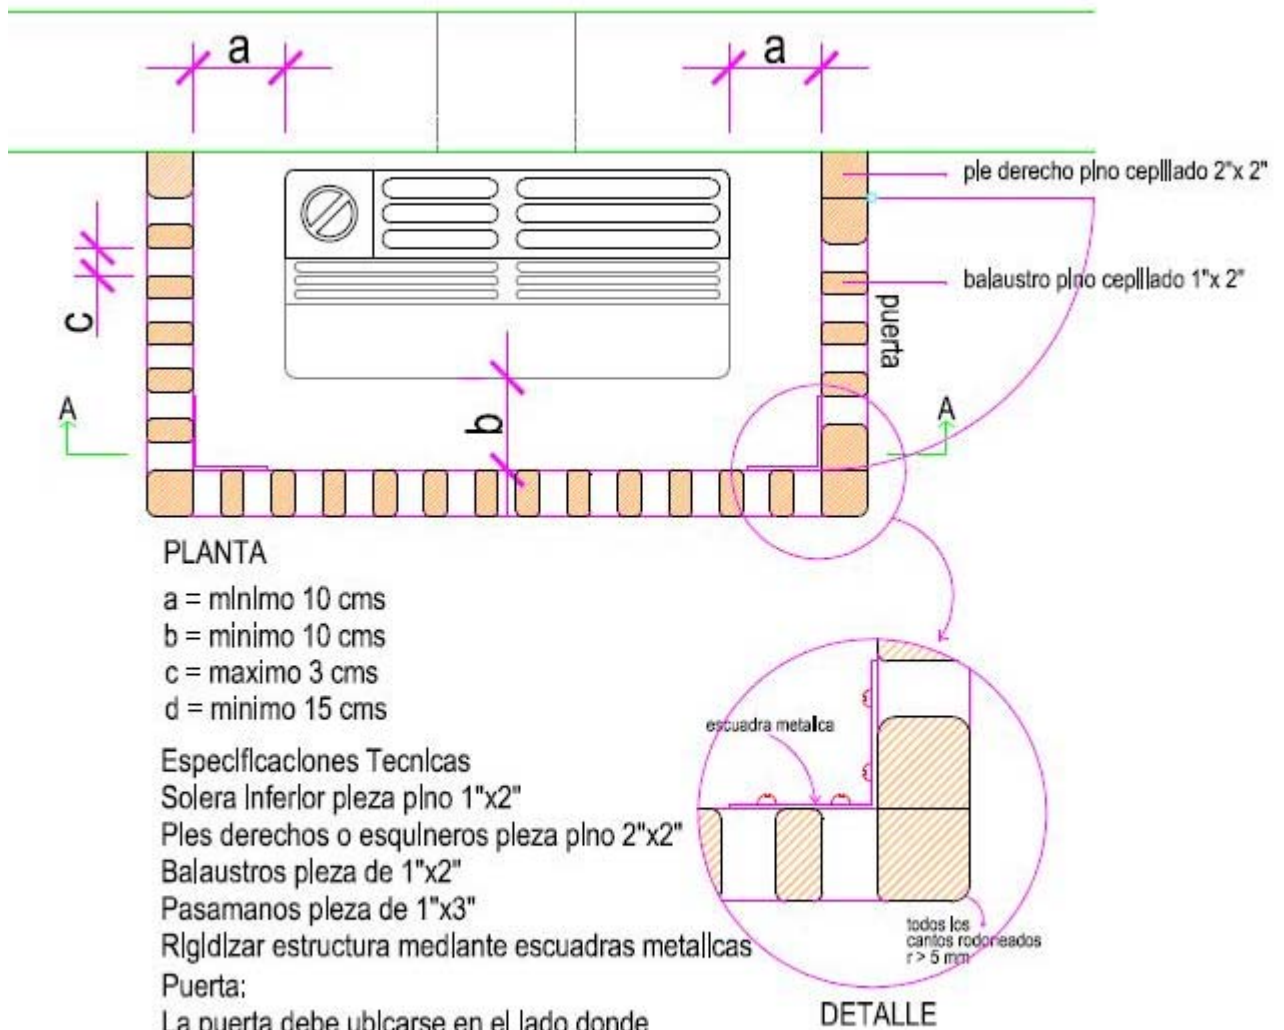 a
a
pie derecho pino cepillado 2"x 2"
balaustro pino cepillado 1"x 2"
puerta
c
b
A
A
PLANTA
a = minimo 10 cms
b = minimo 10 cms
c = maximo 3 cms
d = minimo 15 cms
Especificaciones Tecnicas
Solera Inferior pieza pino 1"x2"
Pies derechos o esquineros pieza pino 2"x2"
Balaustros pieza de 1"x2"
Pasamanos pieza de 1"x3"
Rigidizar estructura mediante escuadras metalicas
Puerta:
La puerta debe ubicarse en el lado donde
escuadra metalica
todos los
cantos rodoneados
r > 5 mm
DETALLE